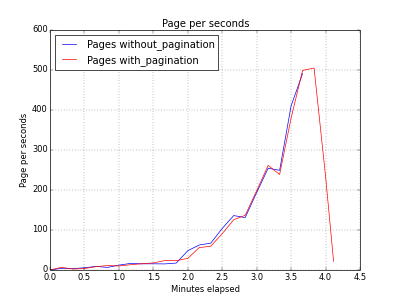 Page per seconds
600
500
400
300
200
100
0
Page per seconds
Pages without_pagination
Pages with_pagination
0.0 0.5 1.0 1.5 2.0 2.5 3.0 3.5 4.0 4.5
Minutes elapsed